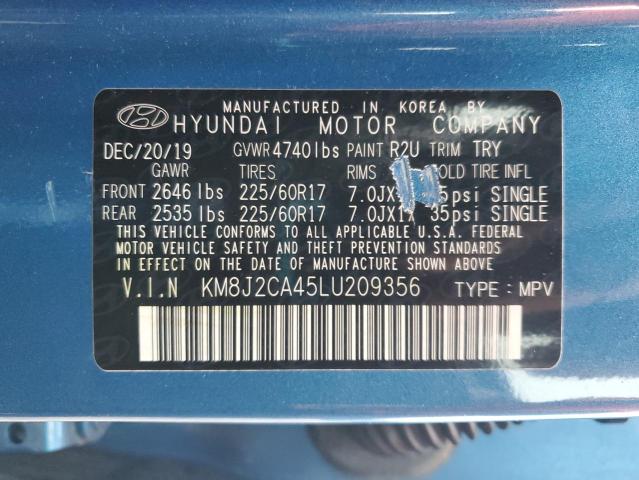 MANUFACTURED IN KOREA BY
HYUNDAI MOTOR COMPANY
DEC/20/19 GVWR 4740lbs PAINT R2U TRIM TRY
GAWR TIRES RIMS COLD TIRE INFL
FRONT 2646 lbs 225/60R17 7.0JX psi SINGLE
REAR 2535 lbs 225/60R17 7.0JX17 35psi SINGLE
THIS VEHICLE CONFORMS TO ALL APPLICABLE U.S.A. FEDERAL
MOTOR VEHICLE SAFETY AND THEFT PREVENTION STANDARDS
IN EFFECT ON THE DATE OF MANUFACTURE SHOWN ABOVE
V.I.N KM8J2CA45LU209356 TYPE: MPV